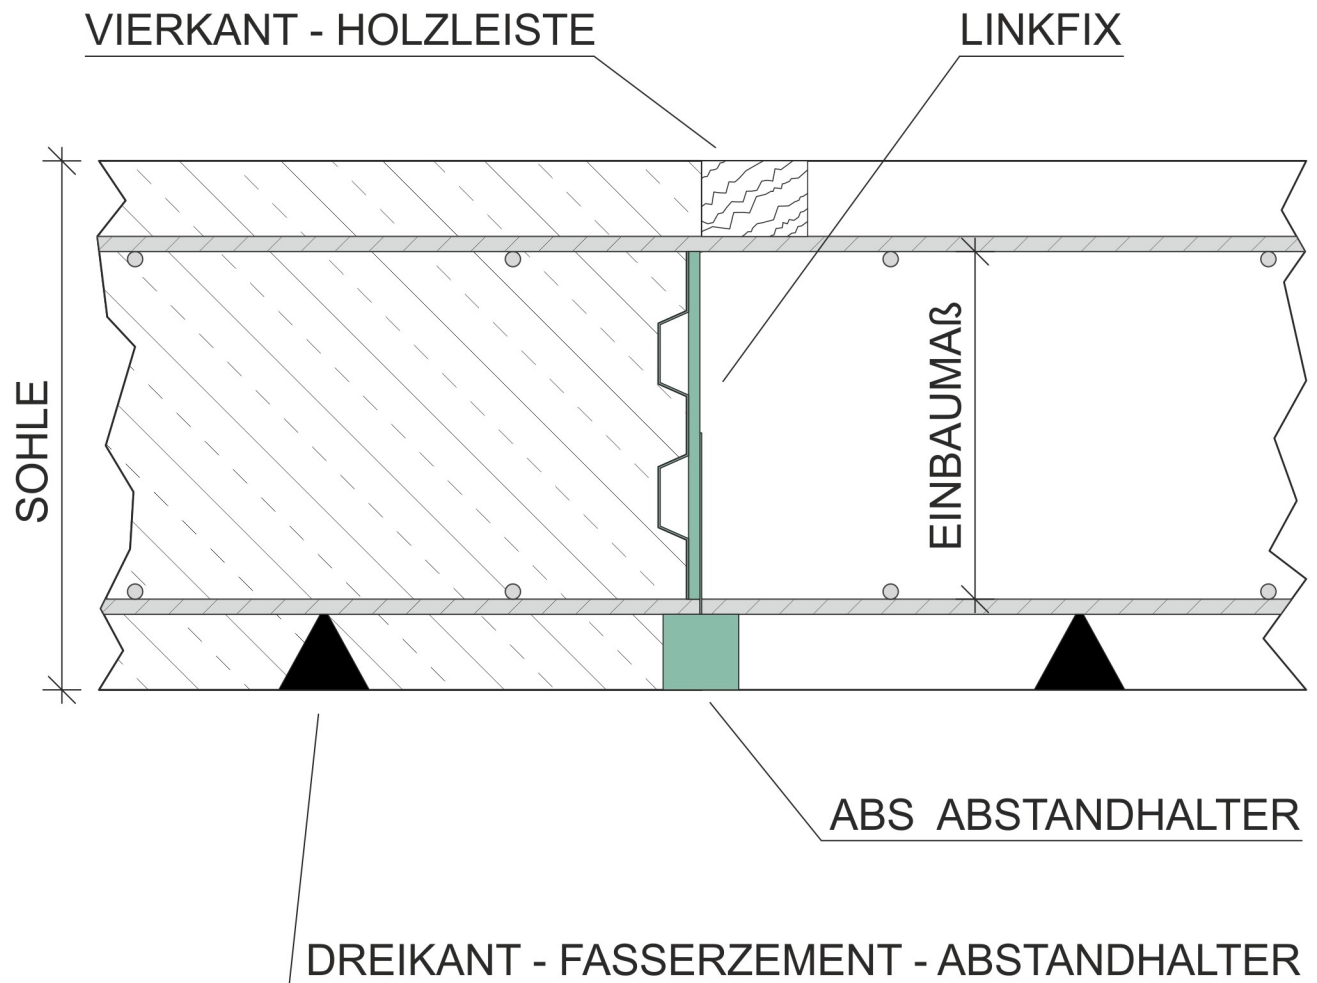 VIERKANT - HOLZLEISTE
LINKFIX
SOHLE
EINBAUMAß
ABS ABSTANDHALTER
DREIKANT - FASSERZEMENT - ABSTANDHALTER